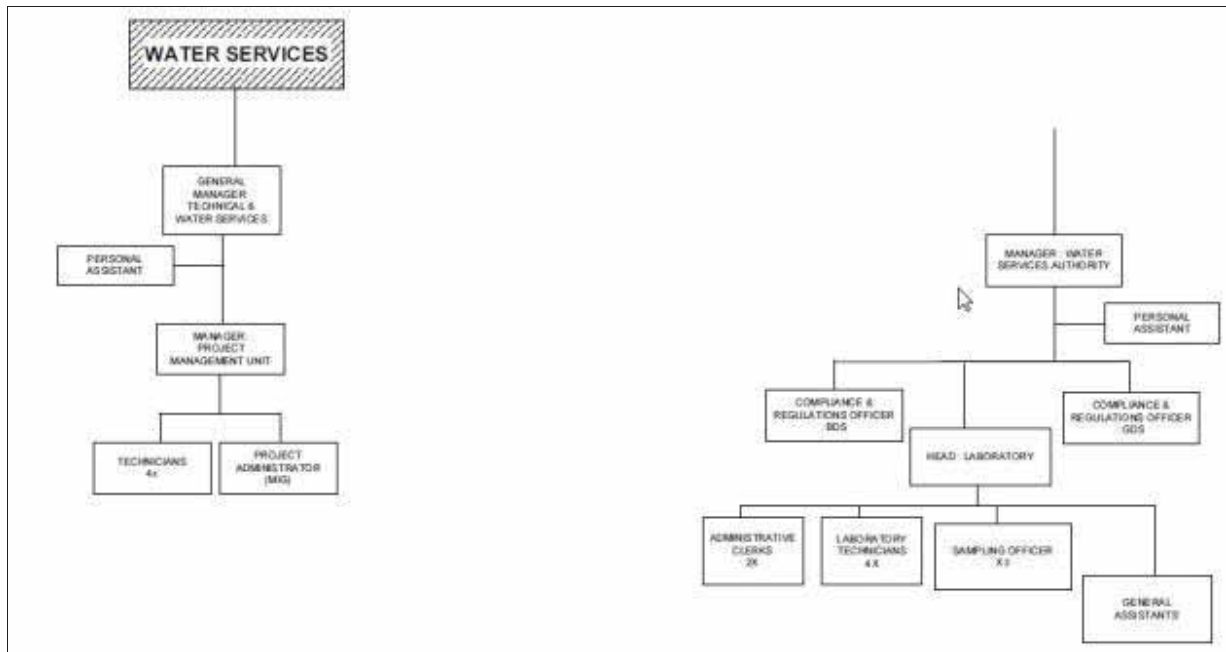 WATER SERVICES
GENERAL
MANAGER
TECHNICAL &
WATER SERVICES
PERSONAL
ASSISTANT
MANAGER
PROJECT
MANAGEMENT UNIT
TECHNICIANS
4x
PROJECT
ADMINISTRATOR
(MIG)
MANAGER : WATER
SERVICES AUTHORITY
PERSONAL
ASSISTANT
COMPLIANCE &
REGULATIONS OFFICER
COMPLIANCE &
REGULATIONS OFFICER
HEAD : LABORATORY
ADMINISTRATIVE
CLERKS
2X
LABORATORY
TECHNICIANS
4 X
SAMPLING OFFICER
GENERAL
ASSISTANTS'